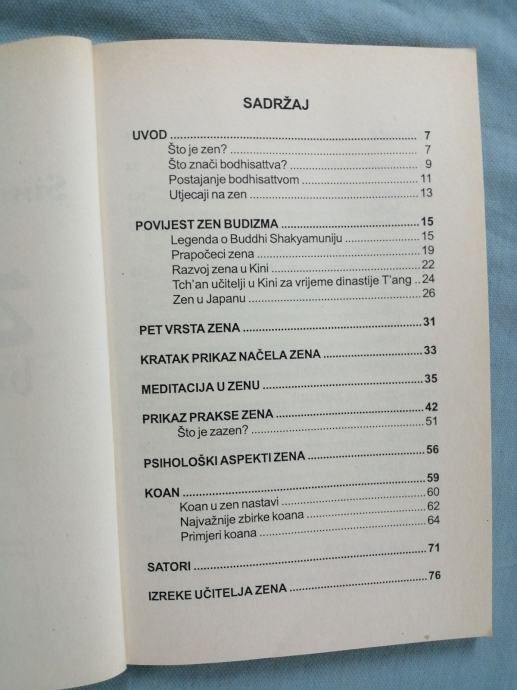 SADRŽAJ
UVOD ........ 7
Što je zen? ........ 7
Što znači bodhisattva? ........ 9
Postajanje bodhisattvom ........ 11
Utjecaji na zen ........ 13
POVIJEST ZEN BUDIZMA ........ 15
Legenda o Buddhi Shakyamuniju ........ 15
Prapočeci zena ........ 19
Razvoj zena u Kini ........ 22
Tch'an učitelji u Kini za vrijeme dinastije T'ang .. 24
Zen u Japanu ........ 26
PET VRSTA ZENA ........ 31
KRATAK PRIKAZ NAČELA ZENA ........ 33
MEDITACIJA U ZENU ........ 35
PRIKAZ PRAKSE ZENA ........ 42
Što je zazen? ........ 51
PSIHOLOŠKI ASPEKTI ZENA ........ 56
KOAN ........ 59
Koan u zen nastavi ........ 60
Najvažnije zbirke koana ........ 62
Primjeri koana ........ 64
SATORI ........ 71
IZREKE UČITELJA ZENA ........ 76